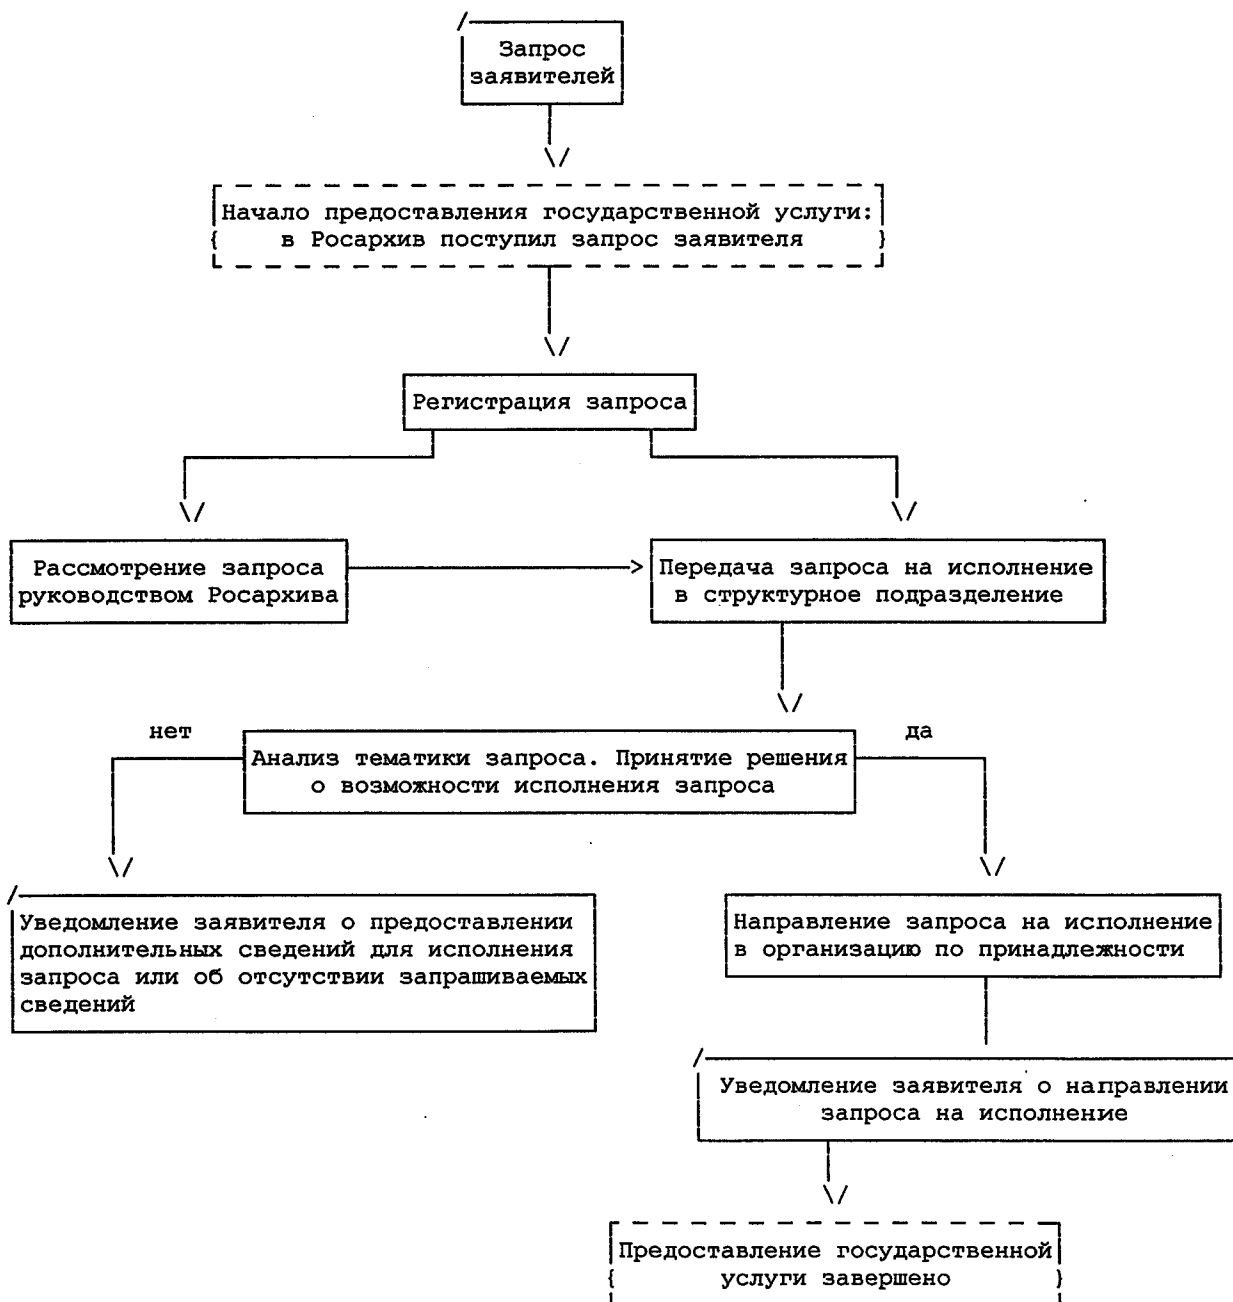 Запрос
заявителей
Начало предоставления государственной услуги:
в Росархив поступил запрос заявителя
Регистрация запроса
Рассмотрение запроса
руководством Росархива
Передача запроса на исполнение
в структурное подразделение
нет
да
Анализ тематики запроса. Принятие решения
о возможности исполнения запроса
Уведомление заявителя о предоставлении
дополнительных сведений для исполнения
запроса или об отсутствии запрашиваемых
сведений
Направление запроса на исполнение
в организацию по принадлежности
Уведомление заявителя о направлении
запроса на исполнение
Предоставление государственной
услуги завершено